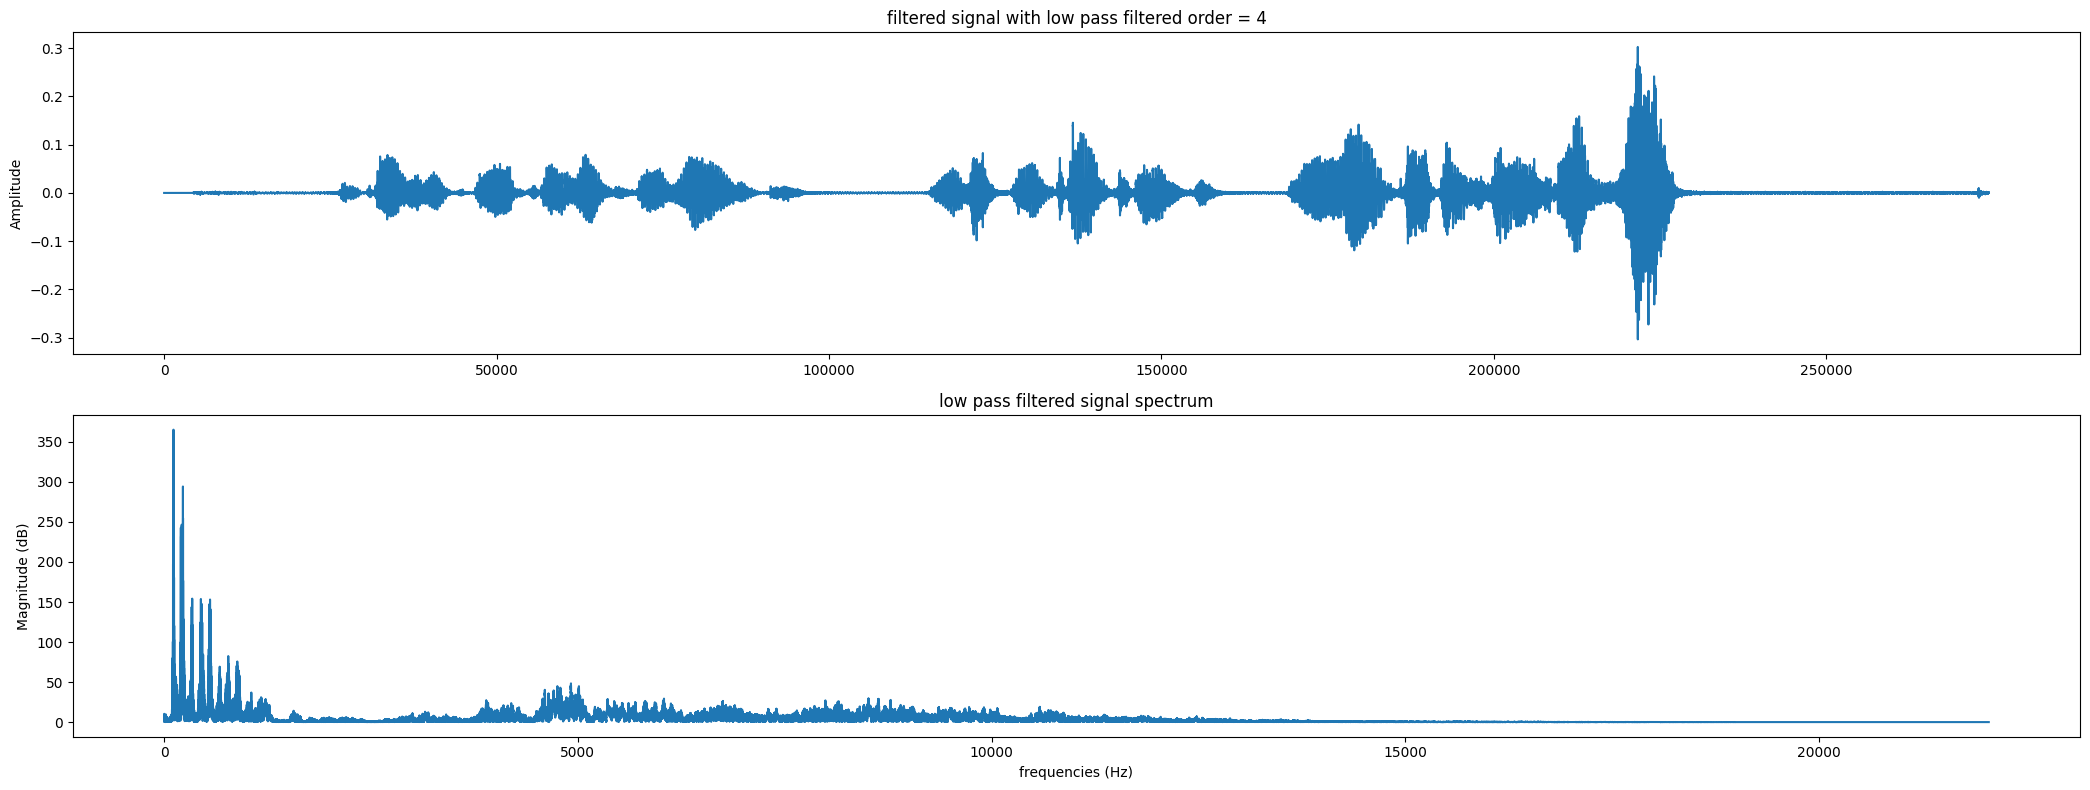 filtered signal with low pass filtered order = 4
0.3
0.2
0.1
0.0
−0.1
−0.2
−0.3
Amplitude
0 50000 100000 150000 200000 250000
low pass filtered signal spectrum
350
300
250
200
150
100
50
0
Magnitude (dB)
0 5000 10000 15000 20000
frequencies (Hz)